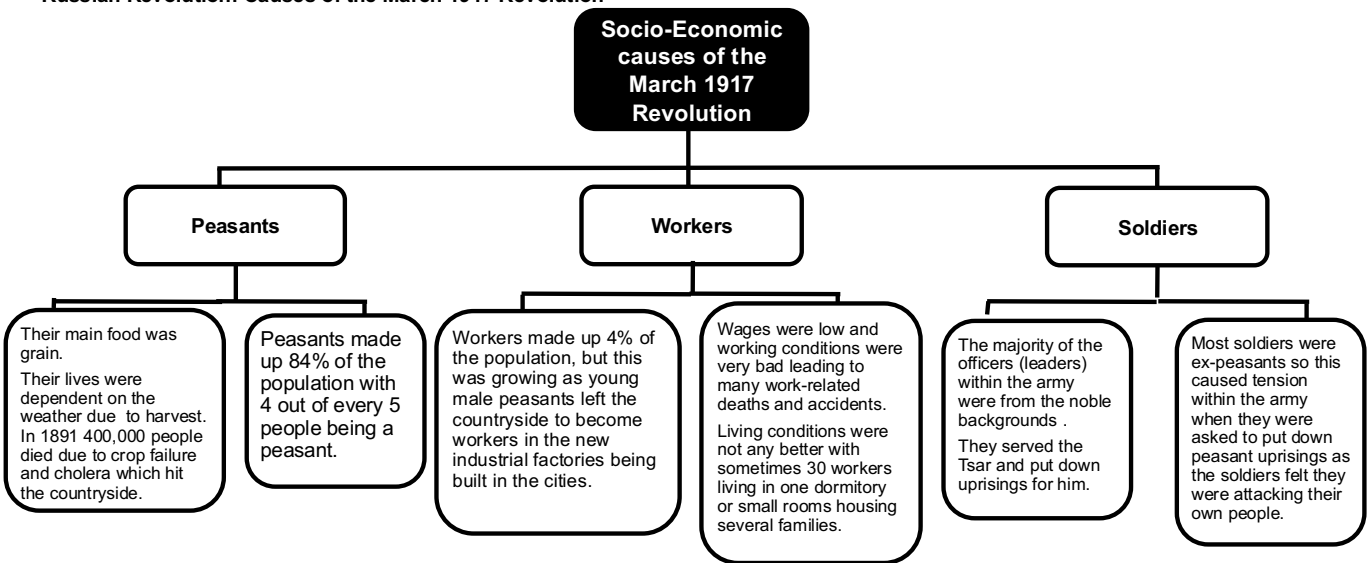 Russian Revolution: Causes of the March 1917 Revolution
Socio-Economic
causes of the
March 1917
Revolution
Peasants
Workers
Soldiers
Their main food was
grain.
Their lives were
dependent on the
weather due to harvest.
In 1891 400,000 people
died due to crop failure
and cholera which hit
the countryside.
Peasants made
up 84% of the
population with
4 out of every 5
people being a
peasant.
Workers made up 4% of
the population, but this
was growing as young
male peasants left the
countryside to become
workers in the new
industrial factories being
built in the cities.
Wages were low and
working conditions were
very bad leading to
many work-related
deaths and accidents.
Living conditions were
not any better with
sometimes 30 workers
living in one dormitory
or small rooms housing
several families.
The majority of the
officers (leaders)
within the army
were from the noble
backgrounds .
They served the
Tsar and put down
uprisings for him.
Most soldiers were
ex-peasants so this
caused tension
within the army
when they were
asked to put down
peasant uprisings as
the soldiers felt they
were attacking their
own people.